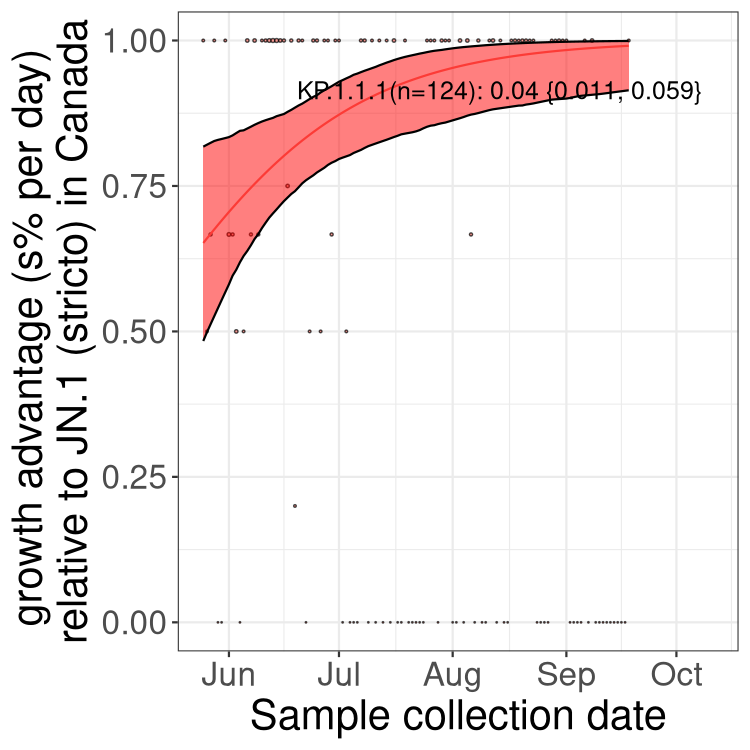 growth advantage (s% per day)
relative to JN.1 (stricto) in Canada
1.00
0.75
0.50
0.25
0.00
KP.1.1.1(n=124): 0.04 {0.011, 0.059}
Jun Jul Aug Sep Oct
Sample collection date